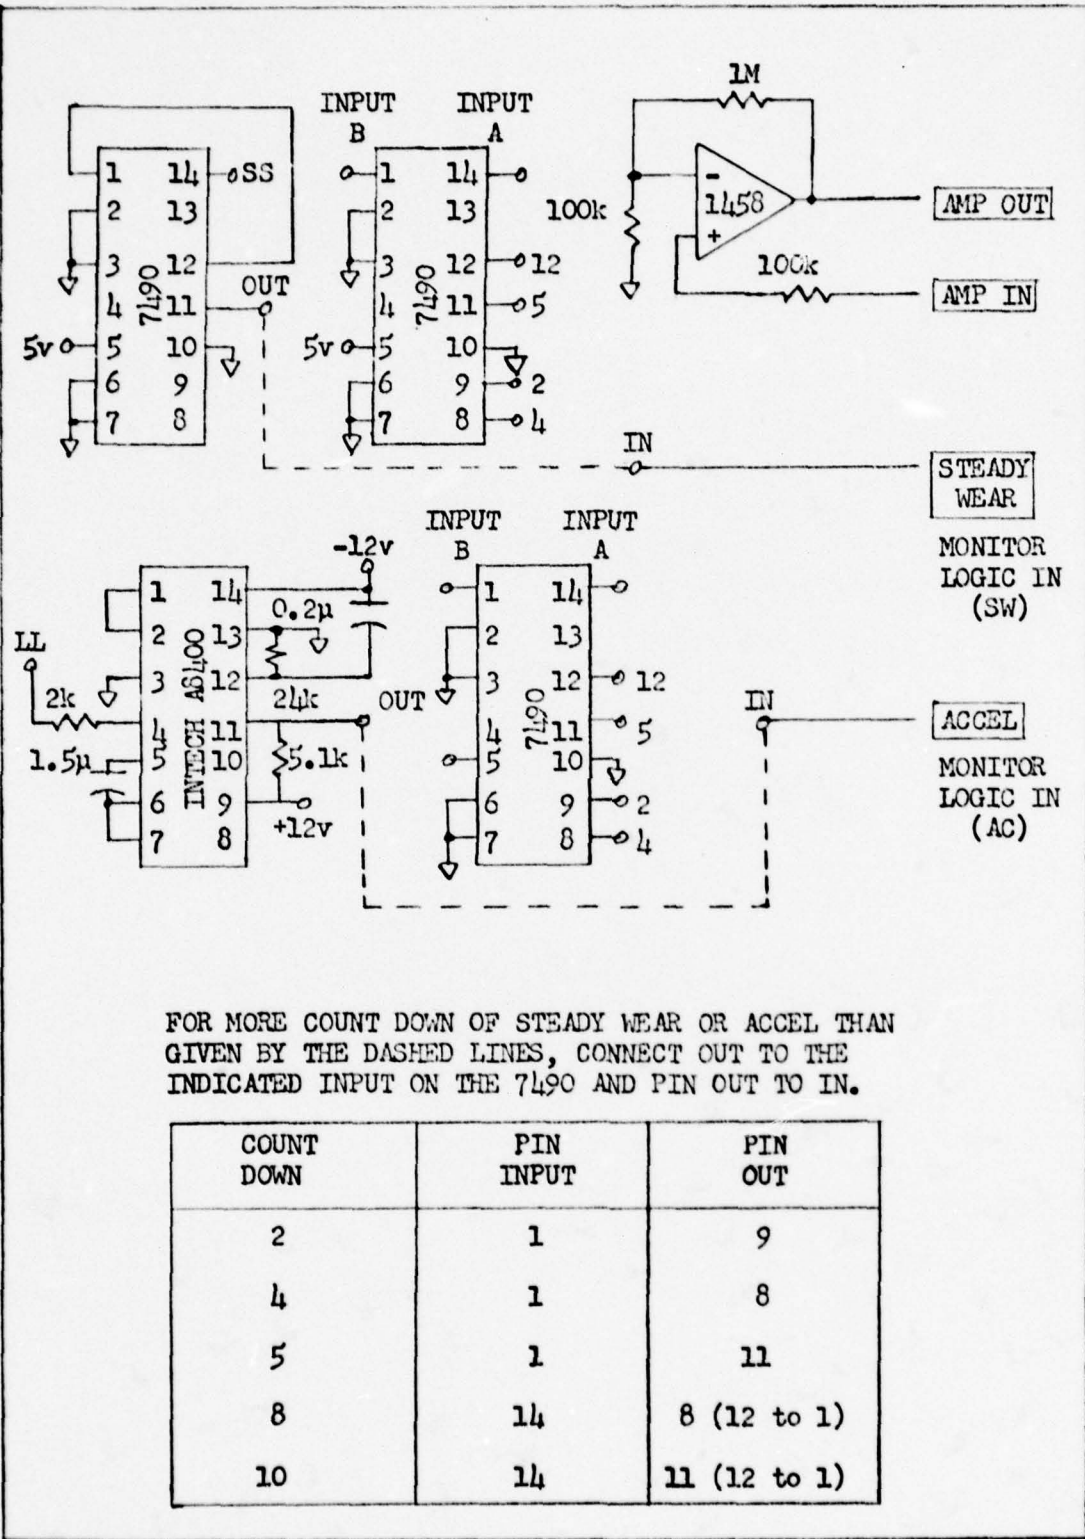 1M
INPUT B
INPUT A
1 14 SS
2 13
3 12
4 11 OUT
5v 5 10
6 9
7 8
7490
1 14
2 13
3 12 12
4 11 5
5v 5 10
6 9 2
7 8 4
7490
100k
-
1458
+
100k
AMP OUT
AMP IN
IN
STEADY
WEAR
MONITOR
LOGIC IN
(SW)
-12v
INPUT B
INPUT A
LL
2k
1.5µ
1 14
2 13
3 12
4 11
5 10
6 9
7 8
INTECH A8400
0.2µ
24k
5.1k
+12v
OUT
1 14
2 13
3 12 12
4 11 5
5 10
6 9 2
7 8 4
7490
IN
ACCEL
MONITOR
LOGIC IN
(AC)
FOR MORE COUNT DOWN OF STEADY WEAR OR ACCEL THAN
GIVEN BY THE DASHED LINES, CONNECT OUT TO THE
INDICATED INPUT ON THE 7490 AND PIN OUT TO IN.
COUNT DOWN PIN INPUT PIN OUT
2 1 9
4 1 8
5 1 11
8 14 8 (12 to 1)
10 14 11 (12 to 1)